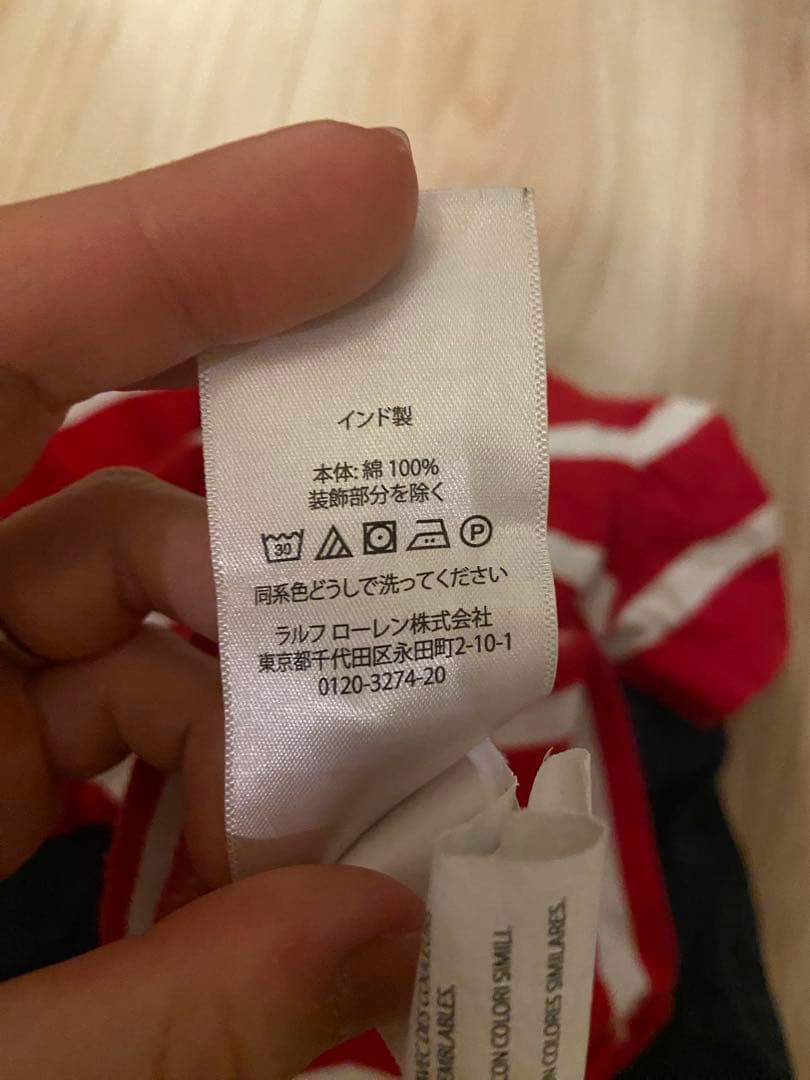 インド製
本体: 綿 100%
装飾部分を除く
30 P
同系色どうしで洗ってください
ラルフ ローレン株式会社
東京都千代田区永田町2-10-1
0120-3274-20
CON COLORI SIMILI.
COLORES SIMILARES.